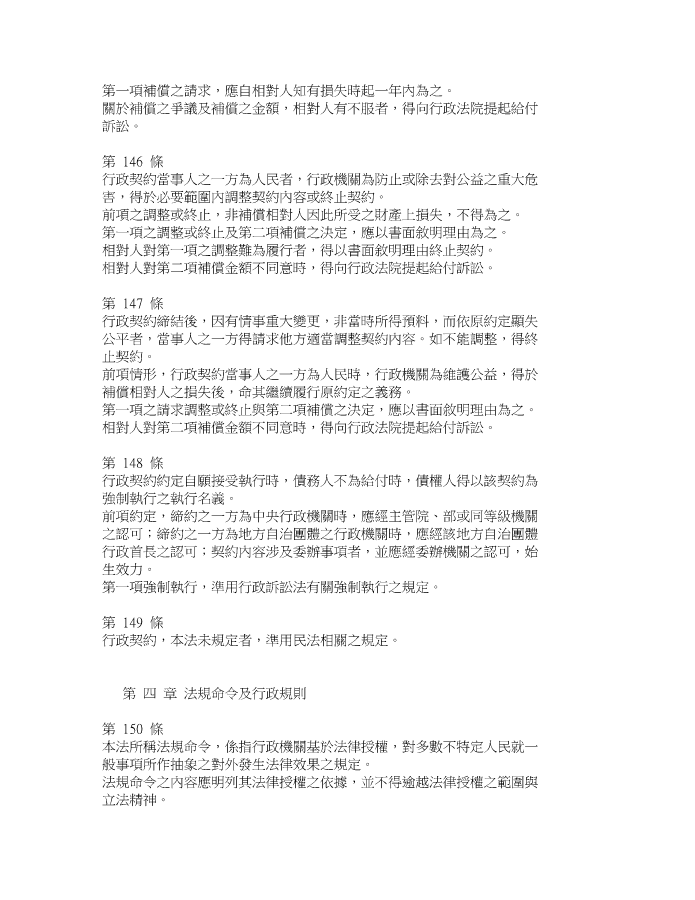 第一項補償之請求，應自相對人知有損失時起一年內為之。
關於補償之爭議及補償之金額，相對人有不服者，得向行政法院提起給付
訴訟。
第 146 條
行政契約當事人之一方為人民者，行政機關為防止或除去對公益之重大危
害，得於必要範圍內調整契約內容或終止契約。
前項之調整或終止，非補償相對人因此所受之財產上損失，不得為之。
第一項之調整或終止及第二項補償之決定，應以書面敘明理由為之。
相對人對第一項之調整難為履行者，得以書面敘明理由終止契約。
相對人對第二項補償金額不同意時，得向行政法院提起給付訴訟。
第 147 條
行政契約締結後，因有情事重大變更，非當時所得預料，而依原約定顯失
公平者，當事人之一方得請求他方適當調整契約內容。如不能調整，得終
止契約。
前項情形，行政契約當事人之一方為人民時，行政機關為維護公益，得於
補償相對人之損失後，命其繼續履行原約定之義務。
第一項之請求調整或終止與第二項補償之決定，應以書面敘明理由為之。
相對人對第二項補償金額不同意時，得向行政法院提起給付訴訟。
第 148 條
行政契約約定自願接受執行時，債務人不為給付時，債權人得以該契約為
強制執行之執行名義。
前項約定，締約之一方為中央行政機關時，應經主管院、部或同等級機關
之認可；締約之一方為地方自治團體之行政機關時，應經該地方自治團體
行政首長之認可；契約內容涉及委辦事項者，並應經委辦機關之認可，始
生效力。
第一項強制執行，準用行政訴訟法有關強制執行之規定。
第 149 條
行政契約，本法未規定者，準用民法相關之規定。
第 四 章 法規命令及行政規則
第 150 條
本法所稱法規命令，係指行政機關基於法律授權，對多數不特定人民就一
般事項所作抽象之對外發生法律效果之規定。
法規命令之內容應明列其法律授權之依據，並不得逾越法律授權之範圍與
立法精神。